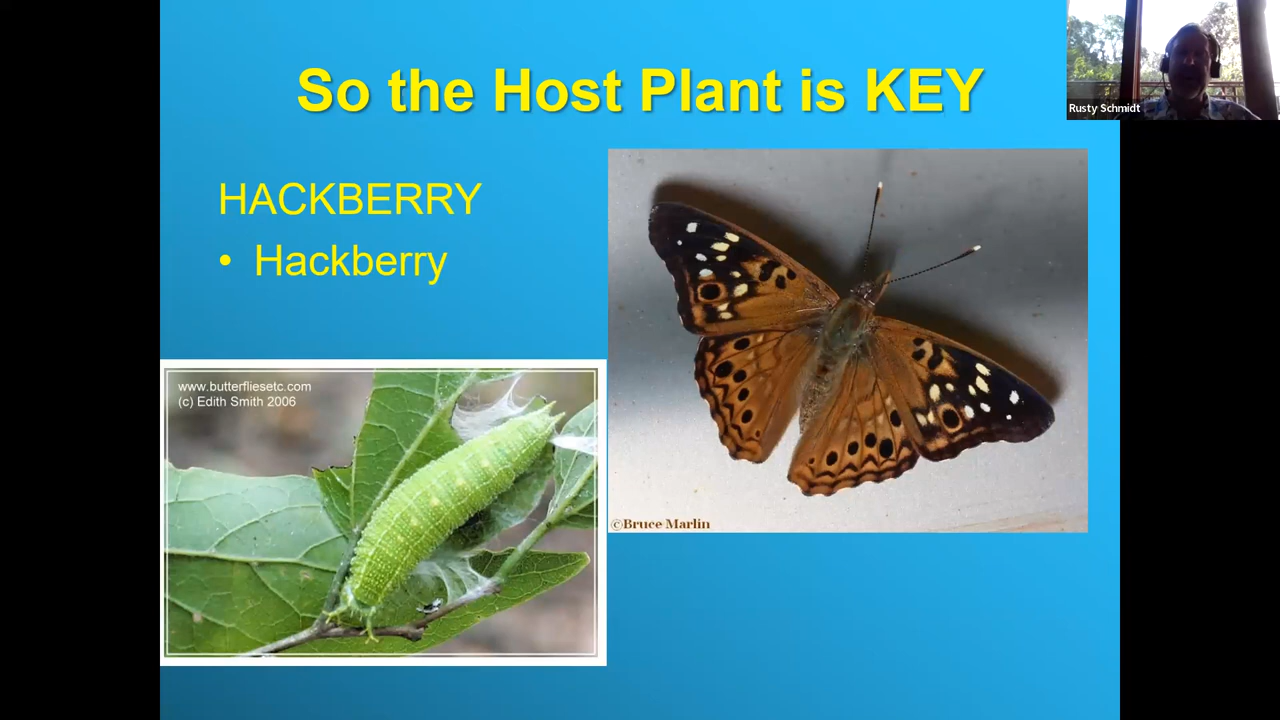 So the Host Plant is KEY
Rusty Schmidt
HACKBERRY
• Hackberry
www.butterfliesetc.com
(c) Edith Smith 2006
©Bruce Marlin